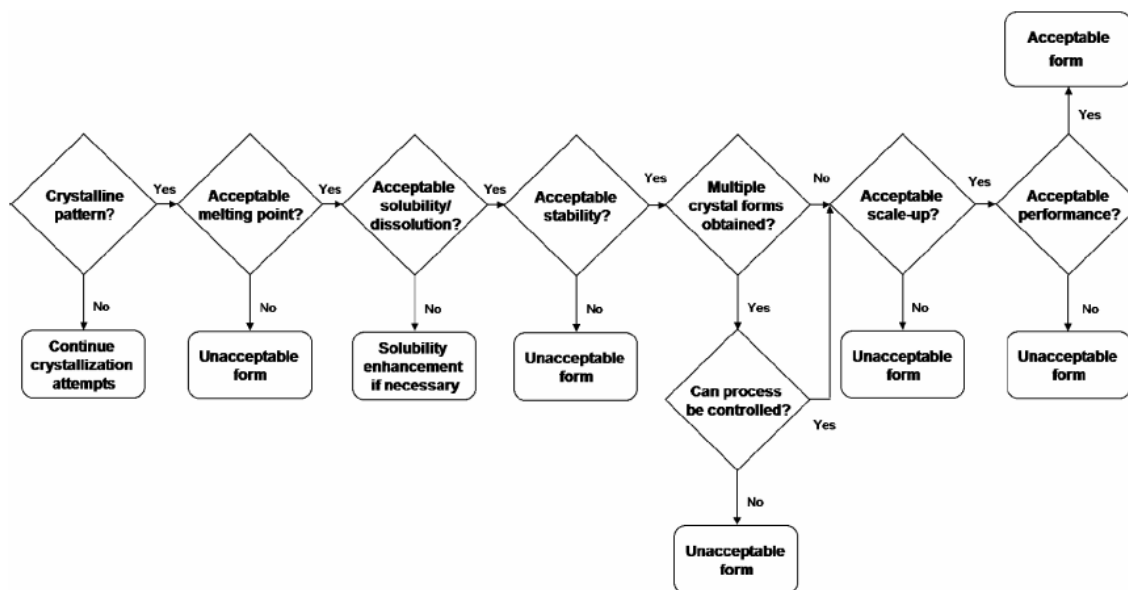 Acceptable
form
Yes
Crystalline
pattern?
Yes
Acceptable
melting point?
Yes
Acceptable
solubility/
dissolution?
Yes
Acceptable
stability?
Yes
Multiple
crystal forms
obtained?
No
Acceptable
scale-up?
Yes
Acceptable
performance?
No
Continue
crystallization
attempts
No
Unacceptable
form
No
Solubility
enhancement
if necessary
No
Unacceptable
form
Yes
Can process
be controlled?
Yes
No
Unacceptable
form
No
Unacceptable
form
No
Unacceptable
form